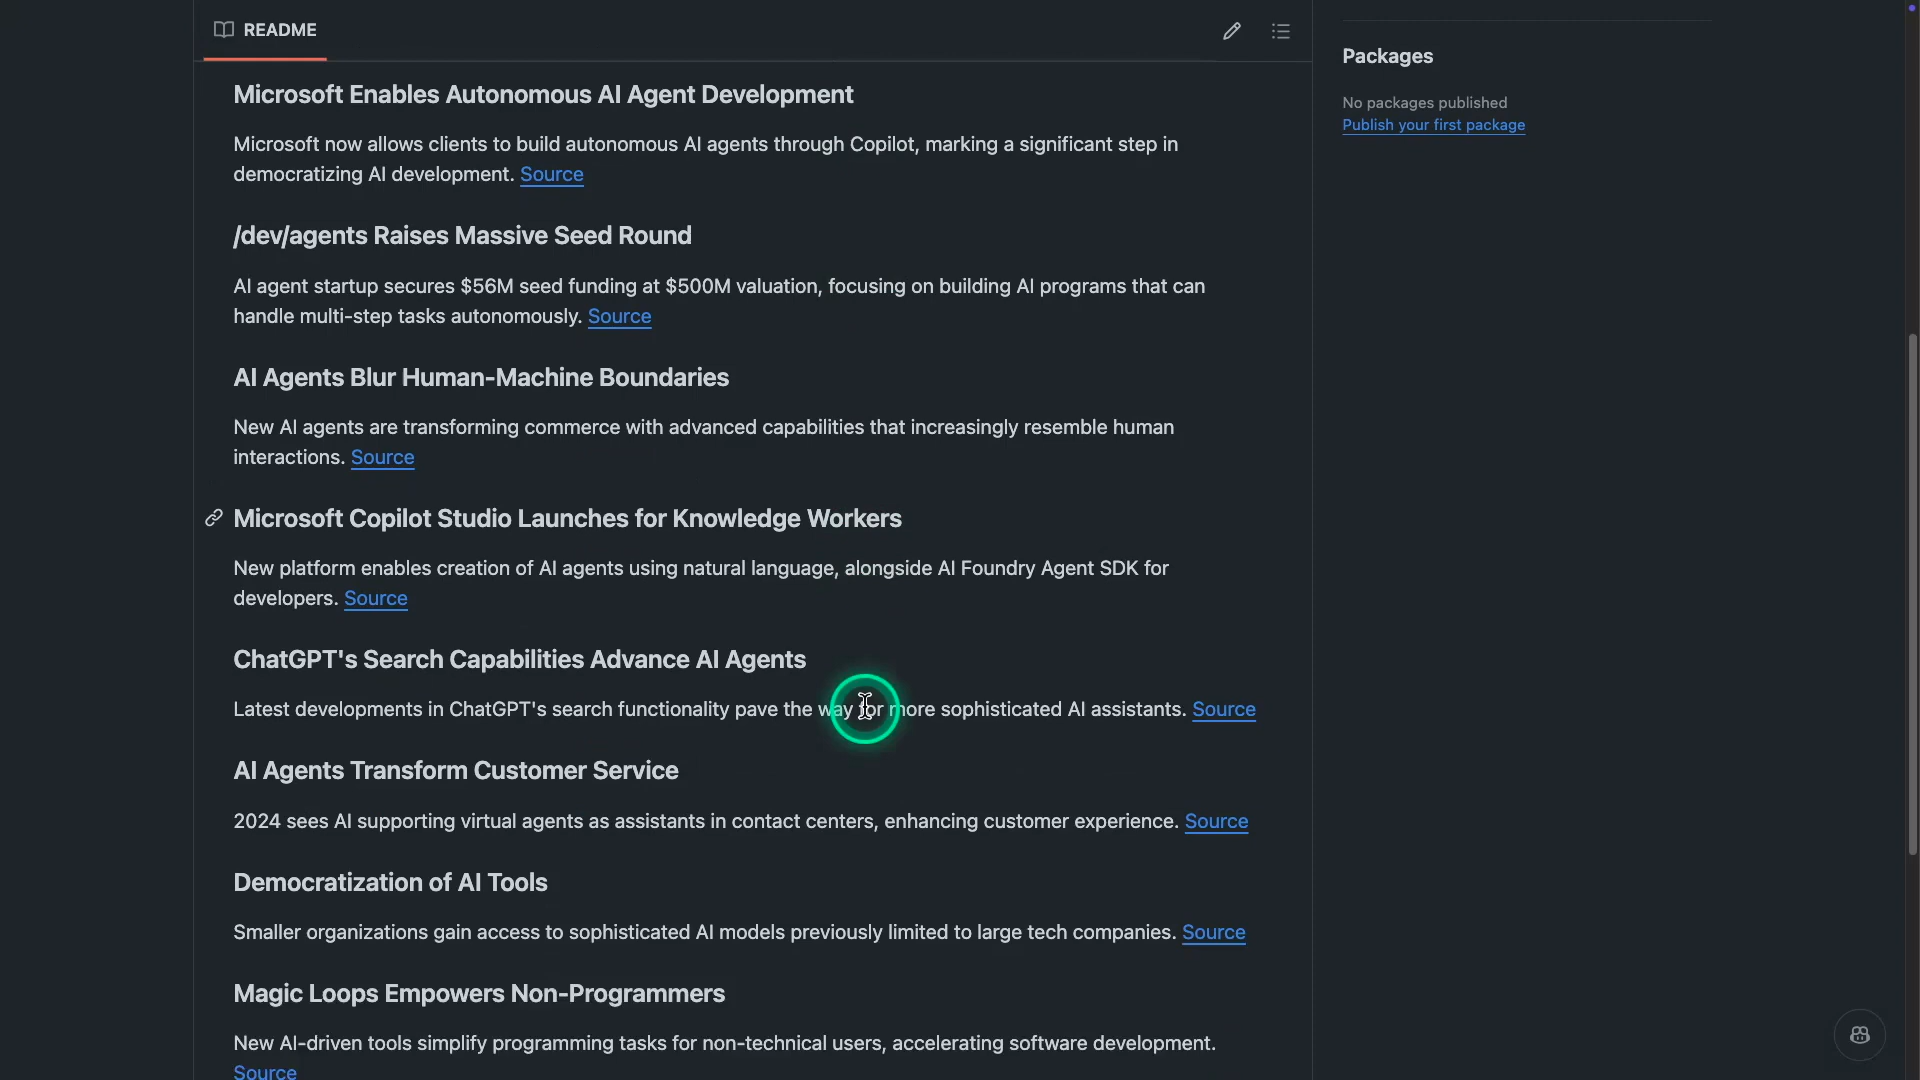 README
Packages
No packages published
Publish your first package
Microsoft Enables Autonomous AI Agent Development
Microsoft now allows clients to build autonomous AI agents through Copilot, marking a significant step in
democratizing AI development. Source
/dev/agents Raises Massive Seed Round
AI agent startup secures $56M seed funding at $500M valuation, focusing on building AI programs that can
handle multi-step tasks autonomously. Source
AI Agents Blur Human-Machine Boundaries
New AI agents are transforming commerce with advanced capabilities that increasingly resemble human
interactions. Source
Microsoft Copilot Studio Launches for Knowledge Workers
New platform enables creation of AI agents using natural language, alongside AI Foundry Agent SDK for
developers. Source
ChatGPT's Search Capabilities Advance AI Agents
Latest developments in ChatGPT's search functionality pave the way for more sophisticated AI assistants. Source
AI Agents Transform Customer Service
2024 sees AI supporting virtual agents as assistants in contact centers, enhancing customer experience. Source
Democratization of AI Tools
Smaller organizations gain access to sophisticated AI models previously limited to large tech companies. Source
Magic Loops Empowers Non-Programmers
New AI-driven tools simplify programming tasks for non-technical users, accelerating software development.
Source